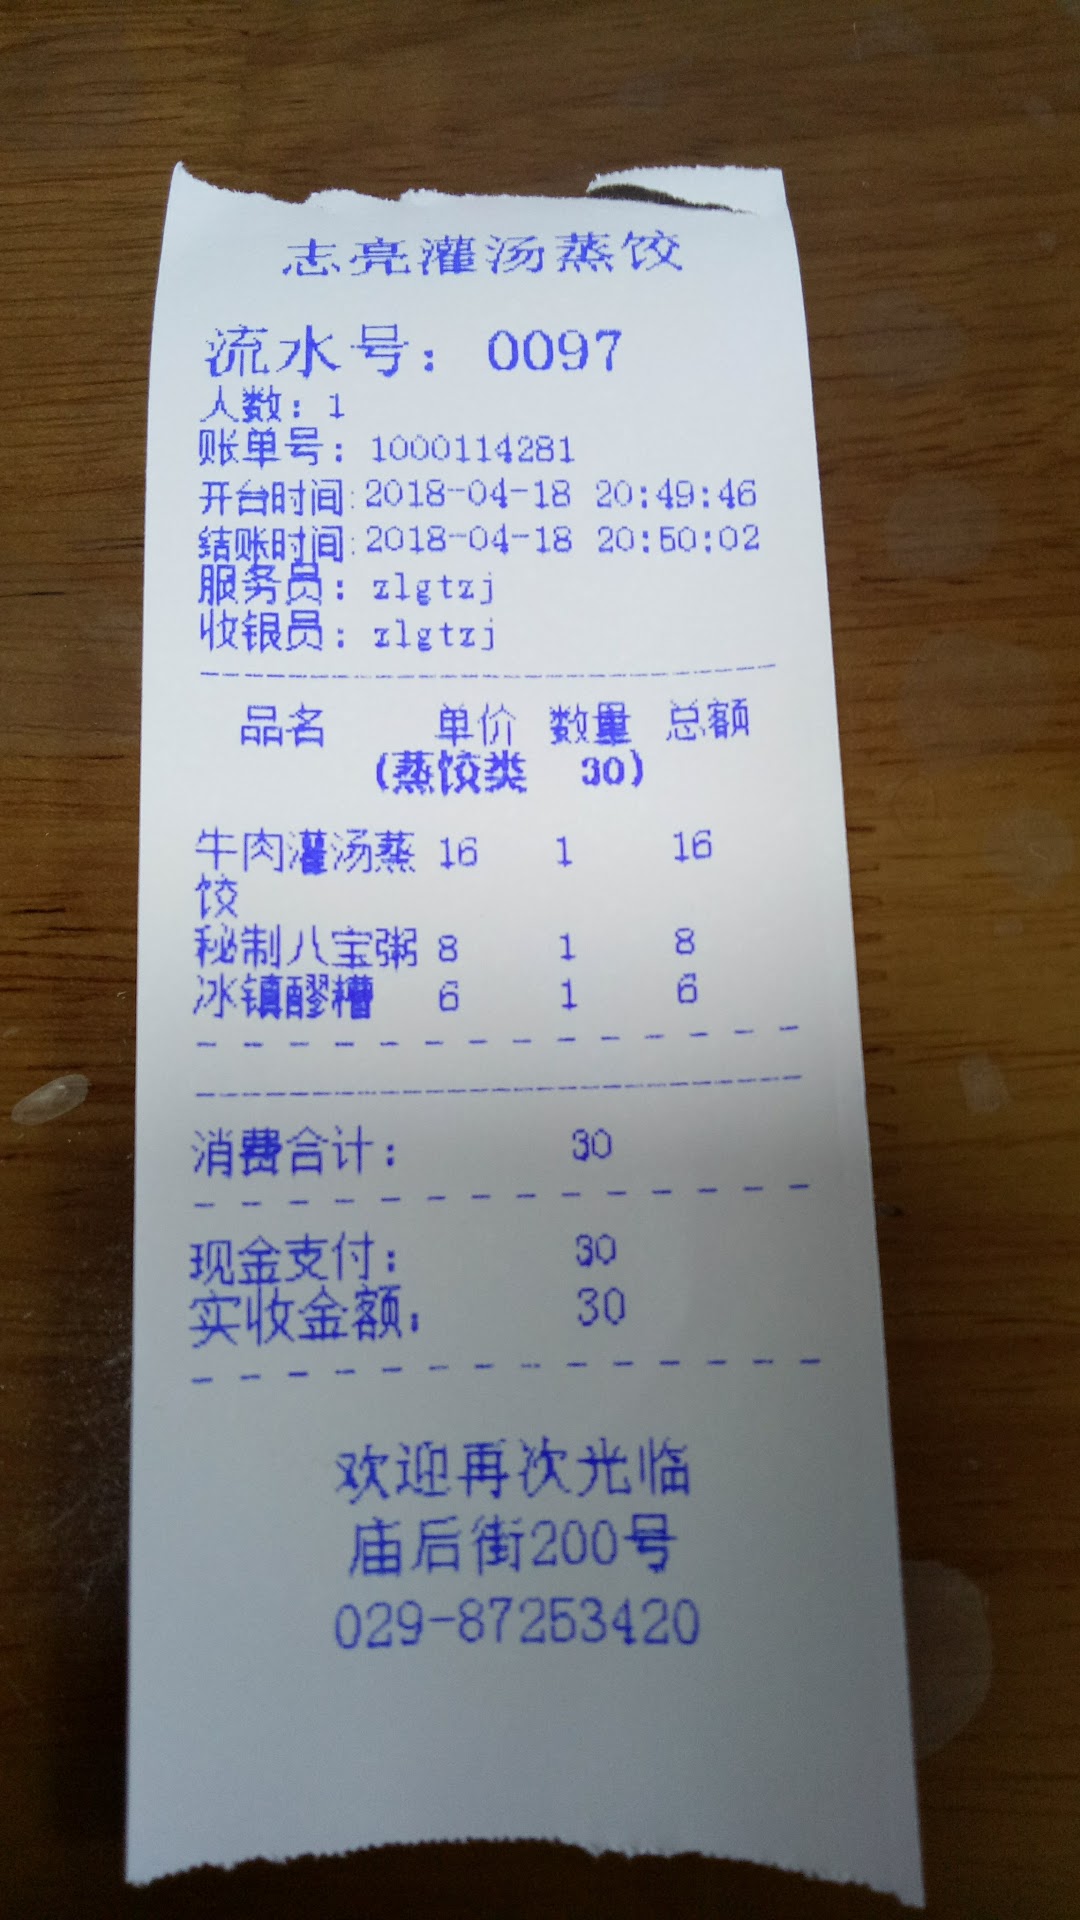 志亮灌汤蒸饺
流水号：0097
人数：1
账单号：1000114281
开台时间:2018-04-18 20:49:46
结账时间:2018-04-18 20:50:02
服务员：zlgtzj
收银员：zlgtzj
品名 单价 数量 总额
(蒸饺类 30)
牛肉灌汤蒸 16 1 16
饺
秘制八宝粥 8 1 8
冰镇醪糟 6 1 6
消费合计： 30
现金支付： 30
实收金额： 30
欢迎再次光临
庙后街200号
029-87253420